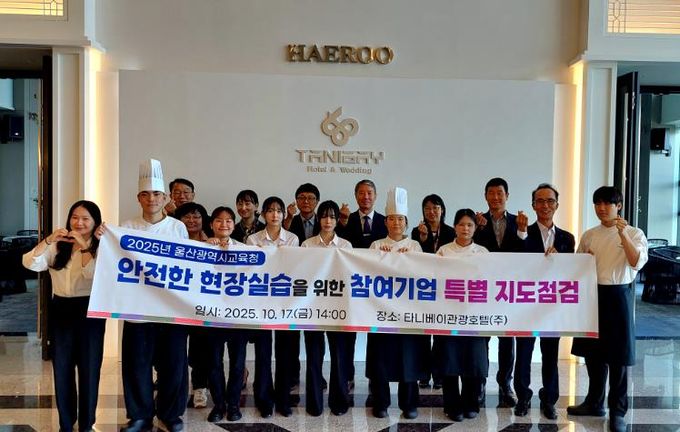 HAEROO
TANIBAY
Hotel & Wedding
2025년 울산광역시교육청
안전한 현장실습을 위한 참여기업 특별 지도점검
일시: 2025. 10. 17.(금) 14:00 장소: 타니베이관광호텔(주)